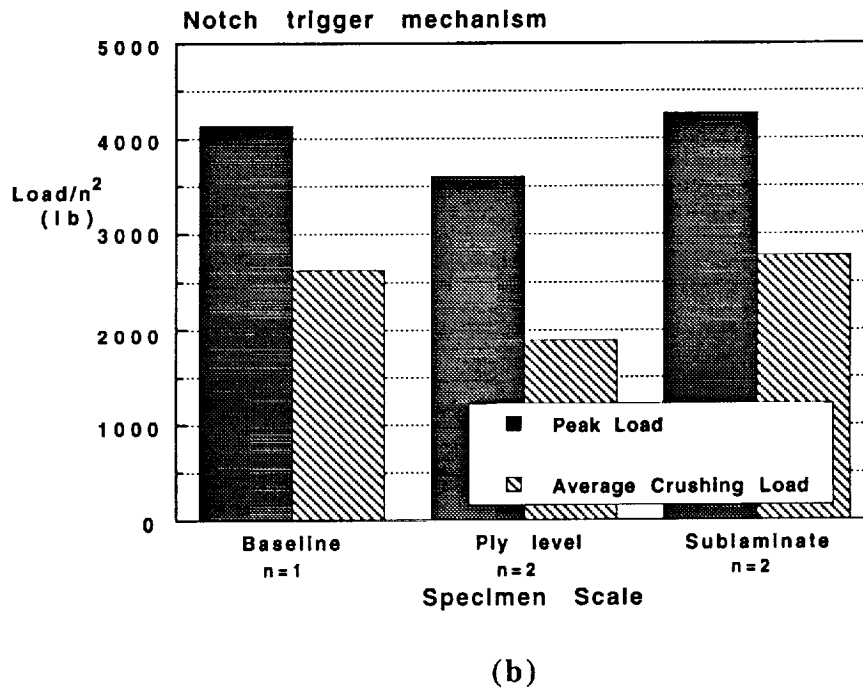 Notch trigger mechanism
5000
4000
Load/n²
(lb)
3000
2000
1000
0
Peak Load
Average Crushing Load
Baseline Ply level Sublaminate
n=1 n=2 n=2
Specimen Scale
(b)